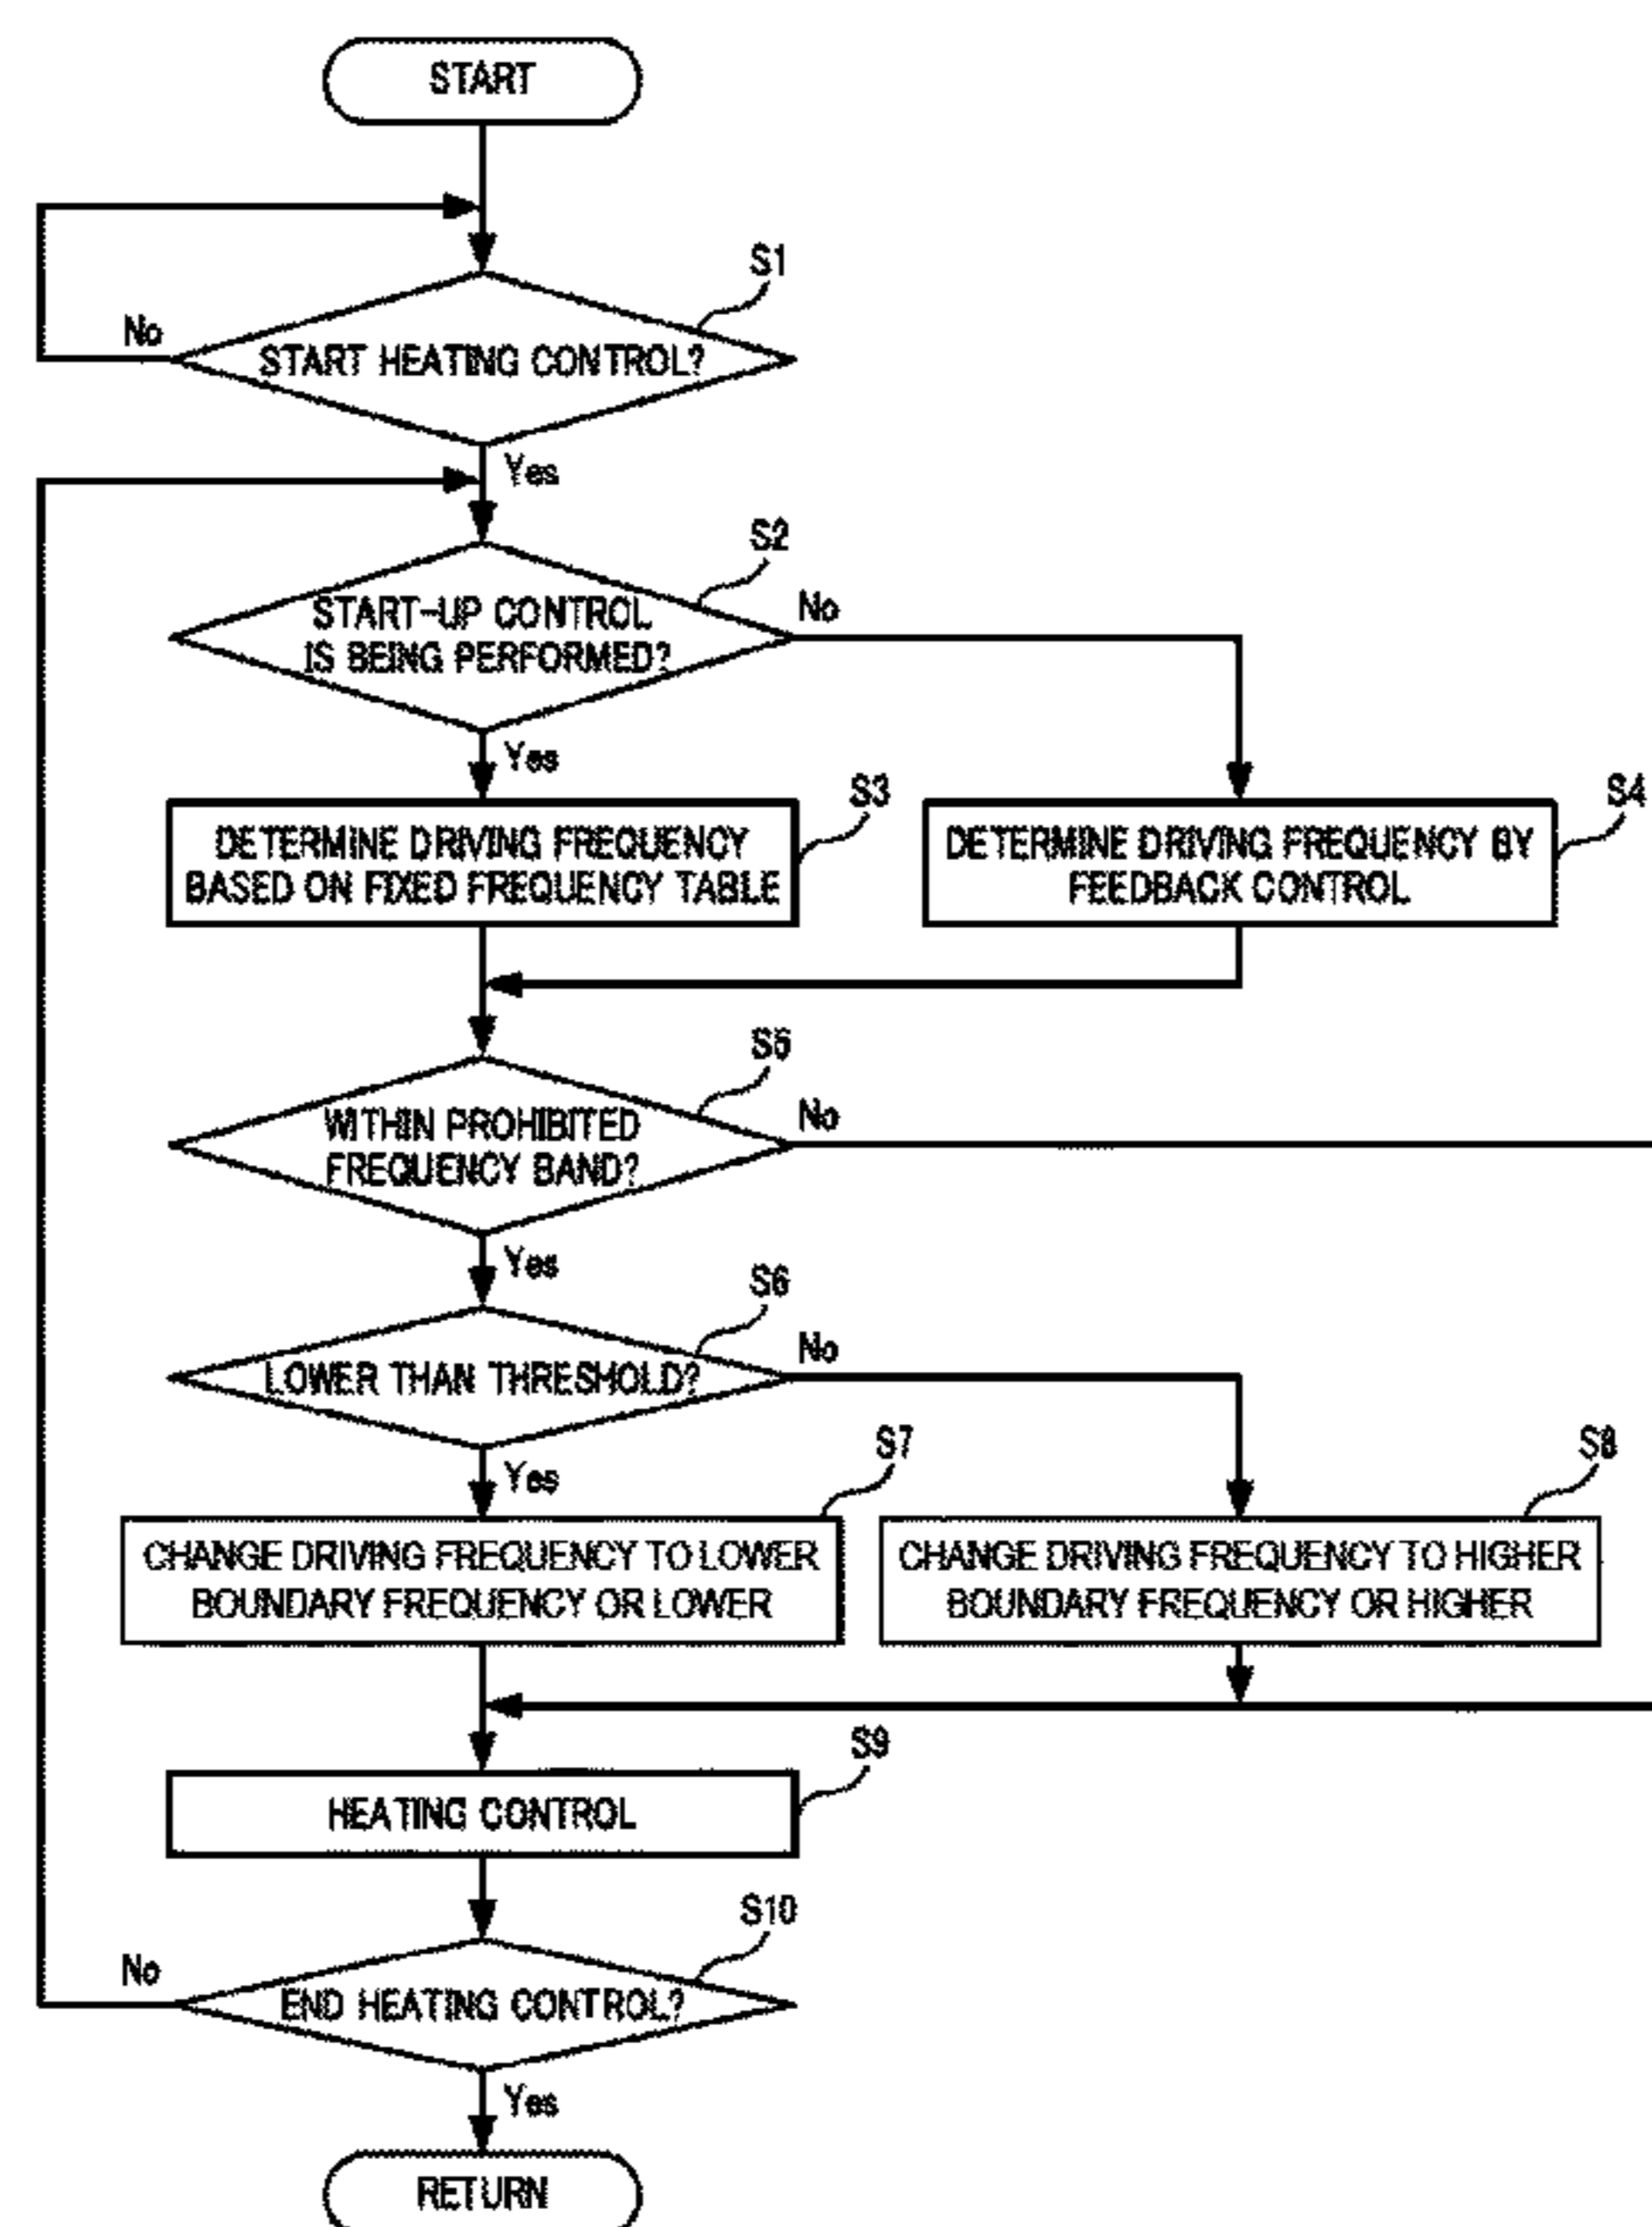 START
S1
No
START HEATING CONTROL?
Yes
S2
START-UP CONTROL
IS BEING PERFORMED?
No
Yes
S3
DETERMINE DRIVING FREQUENCY
BASED ON FIXED FREQUENCY TABLE
S4
DETERMINE DRIVING FREQUENCY BY
FEEDBACK CONTROL
S5
WITHIN PROHIBITED
FREQUENCY BAND?
No
Yes
S6
LOWER THAN THRESHOLD?
No
Yes
S7
CHANGE DRIVING FREQUENCY TO LOWER
BOUNDARY FREQUENCY OR LOWER
S8
CHANGE DRIVING FREQUENCY TO HIGHER
BOUNDARY FREQUENCY OR HIGHER
S9
HEATING CONTROL
S10
No
END HEATING CONTROL?
Yes
RETURN